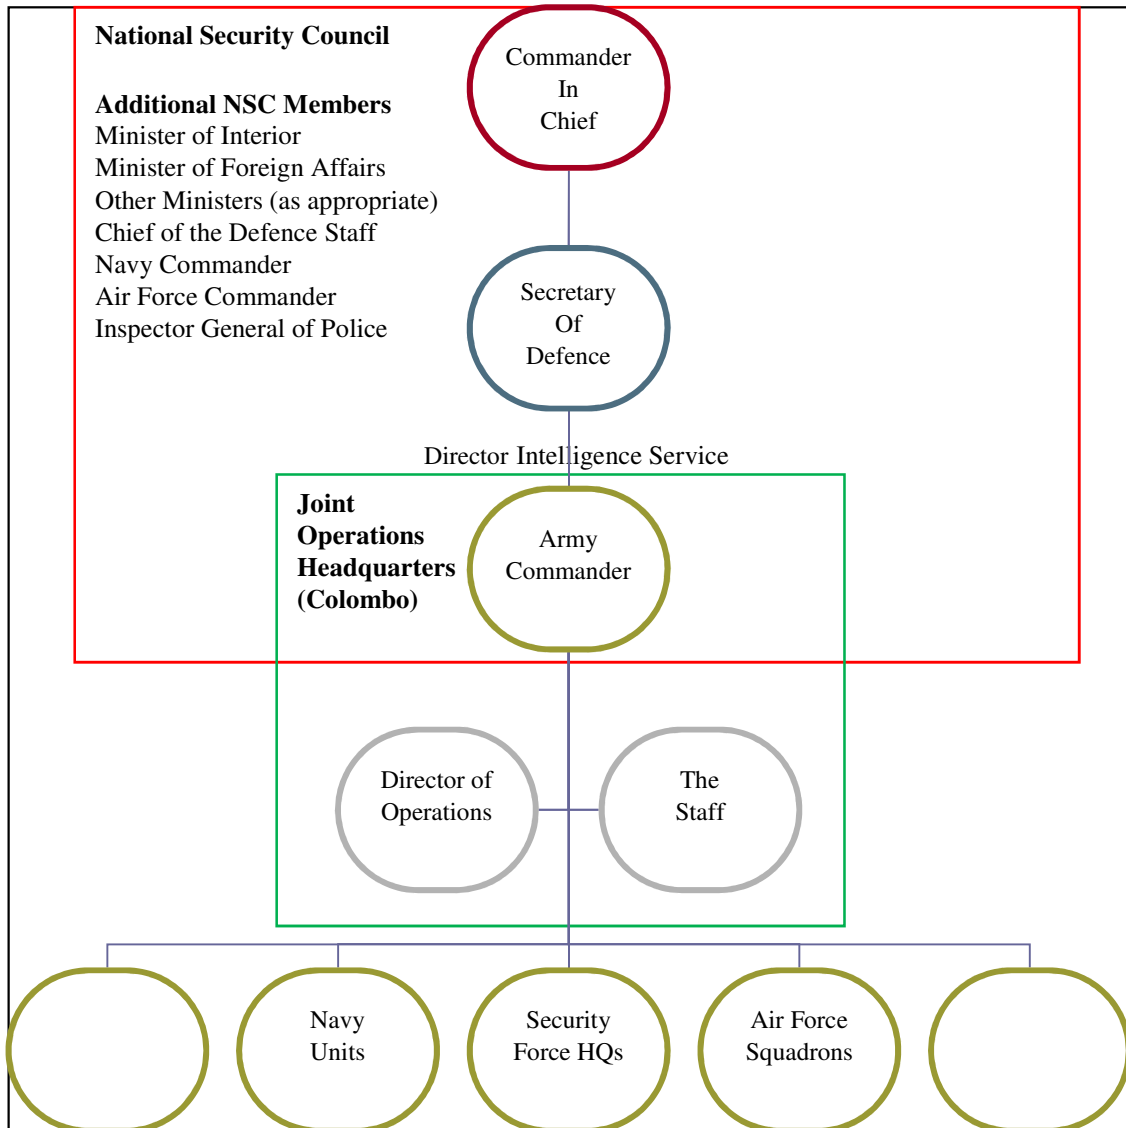 National Security Council
Additional NSC Members
Minister of Interior
Minister of Foreign Affairs
Other Ministers (as appropriate)
Chief of the Defence Staff
Navy Commander
Air Force Commander
Inspector General of Police
Commander
In
Chief
Secretary
Of
Defence
Director Intelligence Service
Joint
Operations
Headquarters
(Colombo)
Army
Commander
Director of
Operations
The
Staff
Navy
Units
Security
Force HQs
Air Force
Squadrons